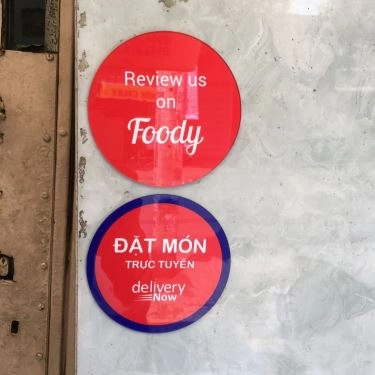 Review us
on
Foody
ĐẶT MÓN
TRỰC TUYẾN
delivery
Now